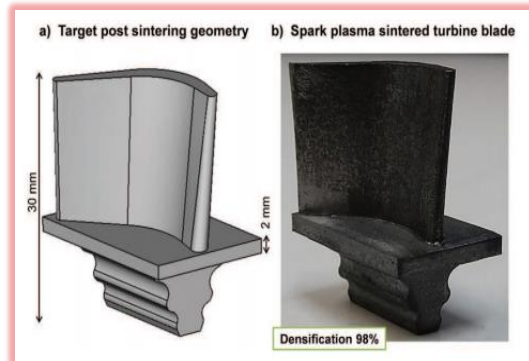 a) Target post sintering geometry
b) Spark plasma sintered turbine blade
30 mm
2 mm
Densification 98%